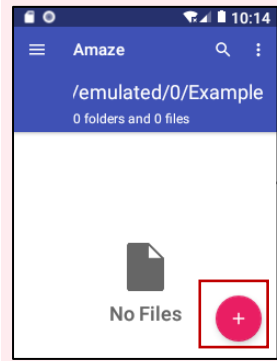 10:14
Amaze
/emulated/0/Example
0 folders and 0 files
No Files
+